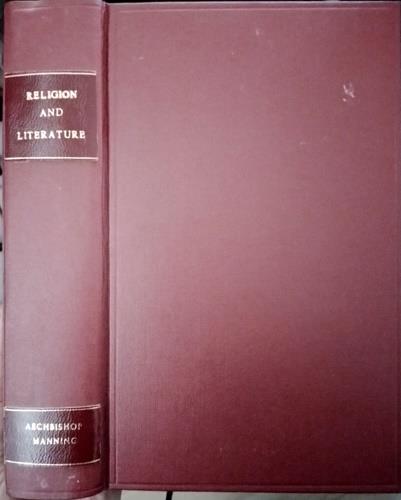 RELIGION
AND
LITERATURE
ARCHBISHOP
MANNING